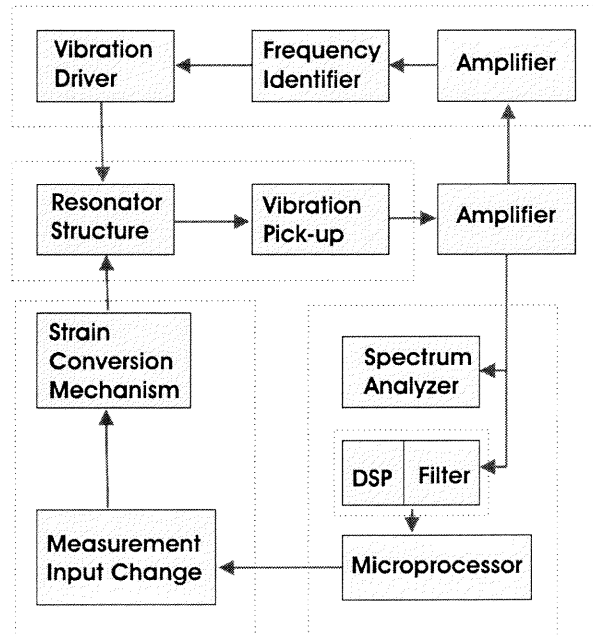 Vibration
Driver
Frequency
Identifier
Amplifier
Resonator
Structure
Vibration
Pick-up
Amplifier
Strain
Conversion
Mechanism
Spectrum
Analyzer
DSP
Filter
Measurement
Input Change
Microprocessor